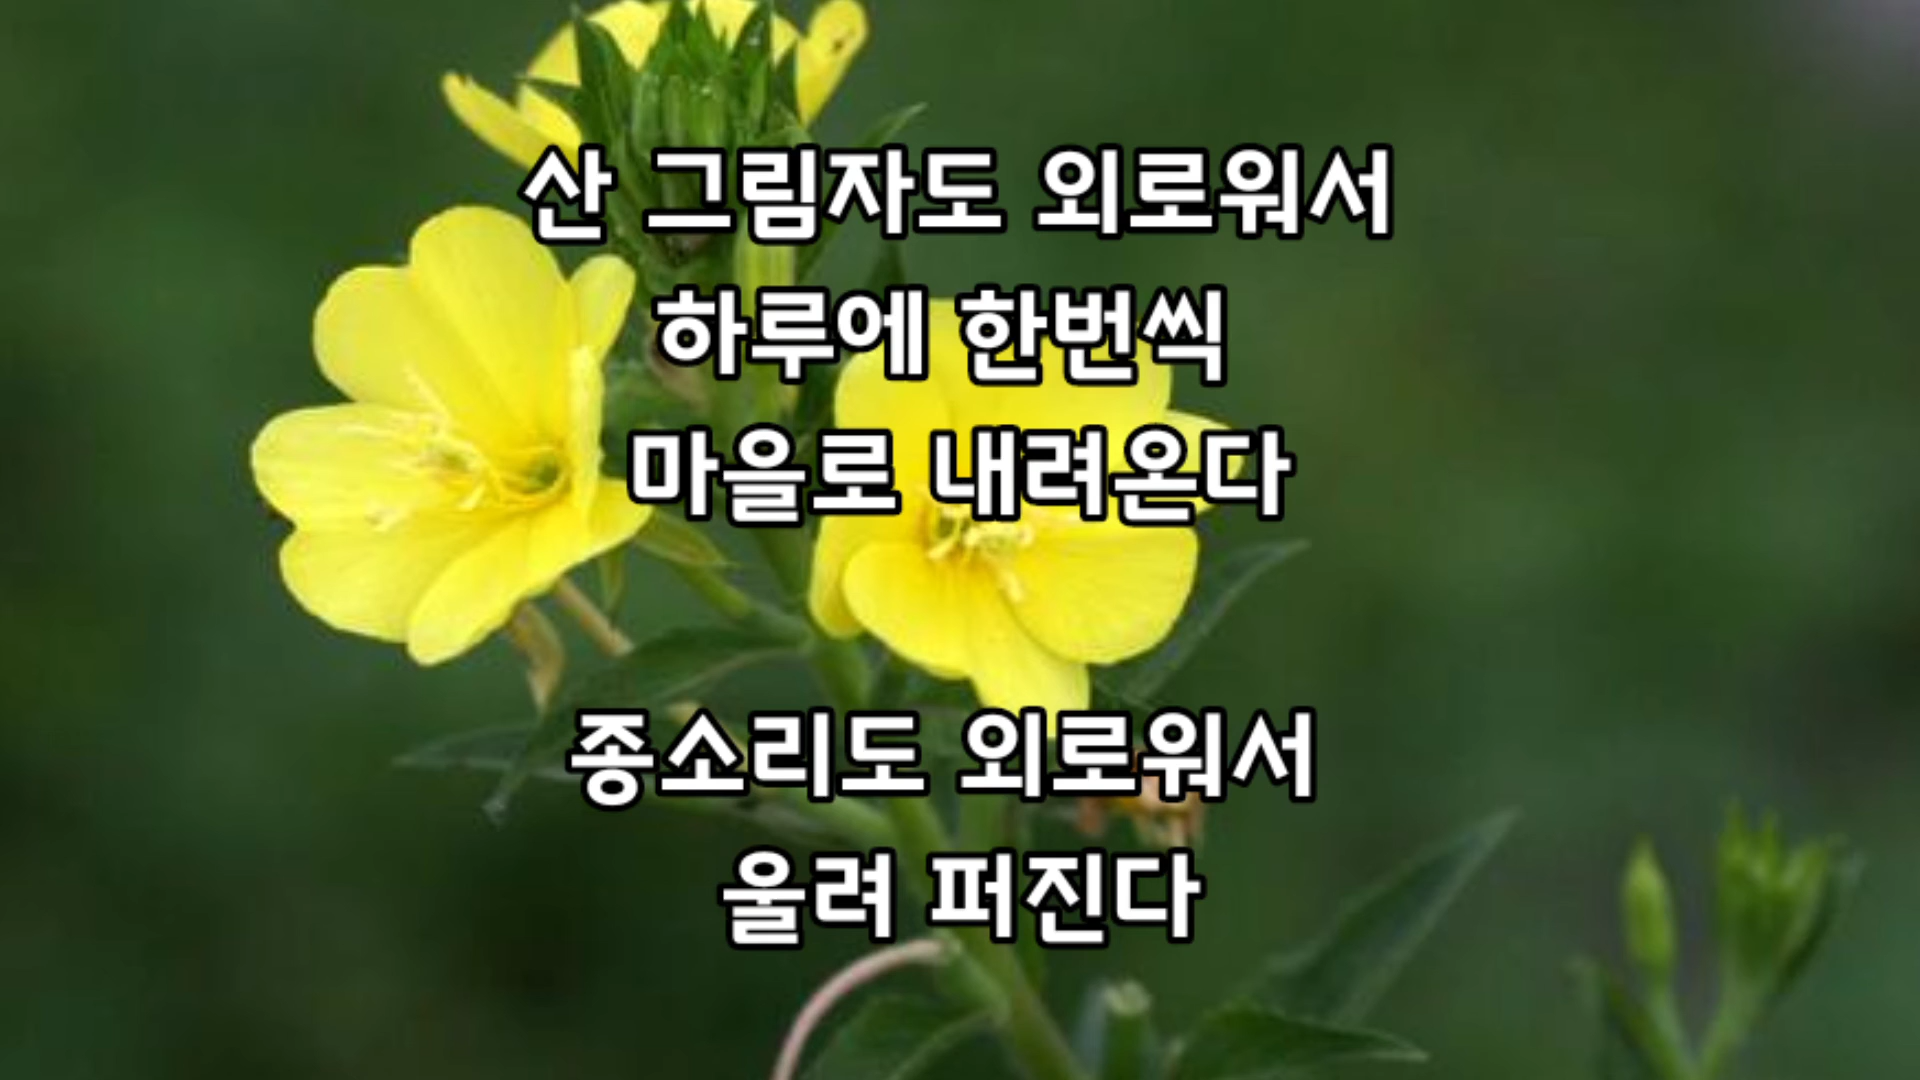 산 그림자도 외로워서
하루에 한번씩
마을로 내려온다
종소리도 외로워서
울려 퍼진다